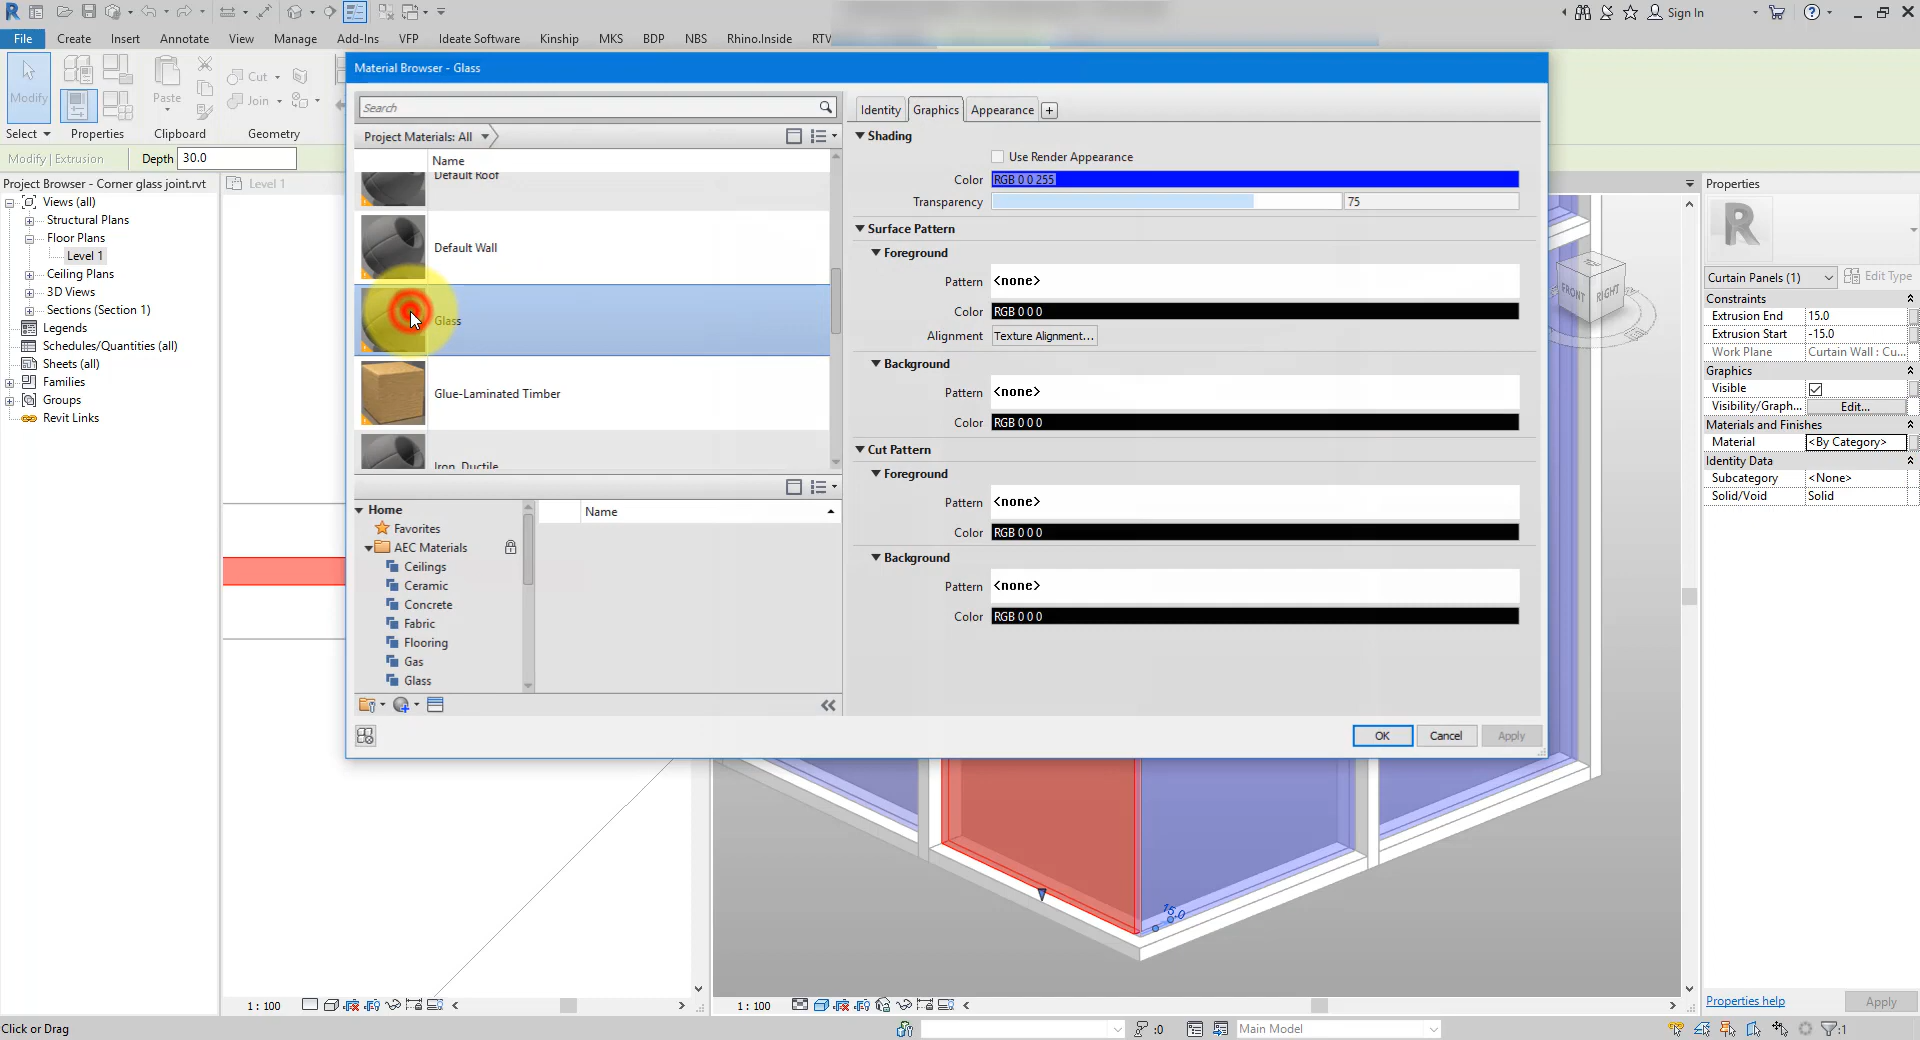 Sign In
File Create Insert Annotate View Manage Add-Ins VFP Ideate Software Kinship MKS BDP NBS Rhino.Inside RTV
Modify Paste Cut Join
Select Properties Clipboard Geometry
Modify | Extrusion Depth 30.0
Project Browser - Corner glass joint.rvt
Views (all)
Structural Plans
Floor Plans
Level 1
Ceiling Plans
3D Views
Sections (Section 1)
Legends
Schedules/Quantities (all)
Sheets (all)
Families
Groups
Revit Links
Level 1
Material Browser - Glass
Search
Project Materials: All
Name
Default Roof
Default Wall
Glass
Glue-Laminated Timber
Iron, Ductile
Home
Favorites
AEC Materials
Ceilings
Ceramic
Concrete
Fabric
Flooring
Gas
Glass
Name
Identity Graphics Appearance +
Shading
Use Render Appearance
Color RGB 0 0 255
Transparency 75
Surface Pattern
Foreground
Pattern <none>
Color RGB 0 0 0
Alignment Texture Alignment...
Background
Pattern <none>
Color RGB 0 0 0
Cut Pattern
Foreground
Pattern <none>
Color RGB 0 0 0
Background
Pattern <none>
Color RGB 0 0 0
OK Cancel Apply
FRONT RIGHT
15.0
Properties
R
Curtain Panels (1) Edit Type
Constraints
Extrusion End 15.0
Extrusion Start -15.0
Work Plane Curtain Wall : Cu...
Graphics
Visible
Visibility/Graph... Edit...
Materials and Finishes
Material <By Category>
Identity Data
Subcategory <None>
Solid/Void Solid
Properties help Apply
1 : 100
1 : 100
Click or Drag
:0
Main Model
:1